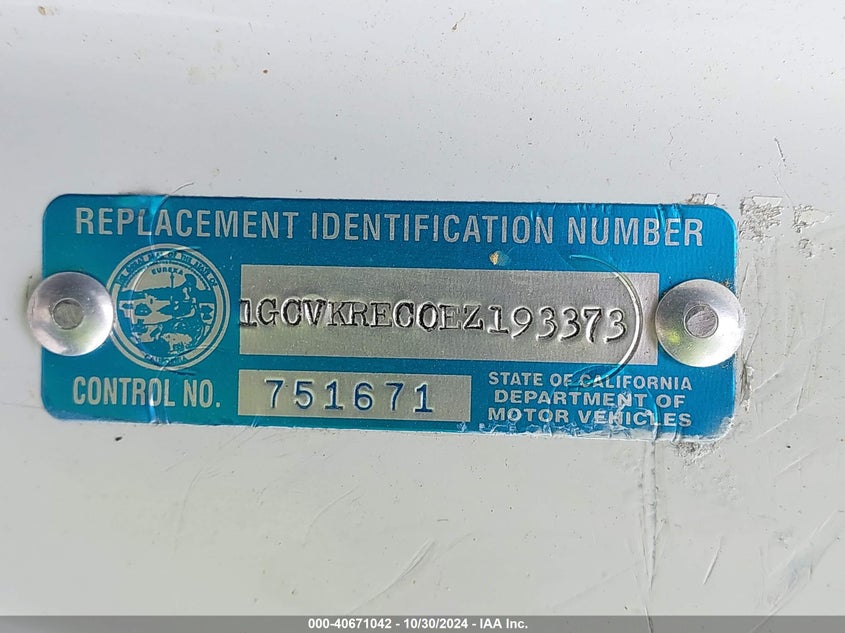 REPLACEMENT IDENTIFICATION NUMBER
EUREKA
1GCVKREC0EZ193373
CONTROL NO. 751671
STATE OF CALIFORNIA
DEPARTMENT OF
MOTOR VEHICLES
000-40671042 - 10/30/2024 - IAA Inc.